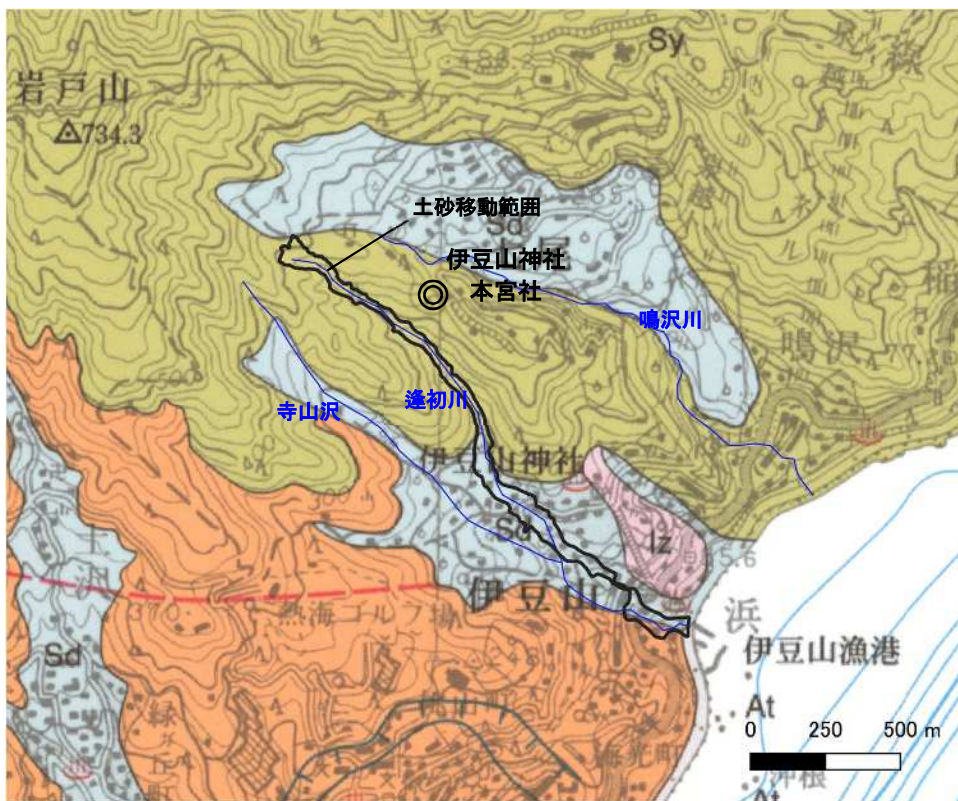 Sy
岩戸山
734.3
土砂移動範囲
Sd
伊豆山神社
本宮社
鳴沢川
鳴沢
寺山沢
逢初川
伊豆山神社
Sd
Iz
伊豆山
浜
熱海ゴルフ場
Sd
伊豆山漁港
At
0 250 500 m
沖根
At
緑